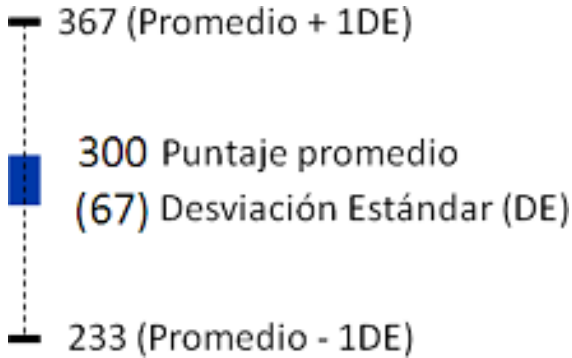 367 (Promedio + 1DE)
300 Puntaje promedio
(67) Desviación Estándar (DE)
233 (Promedio - 1DE)